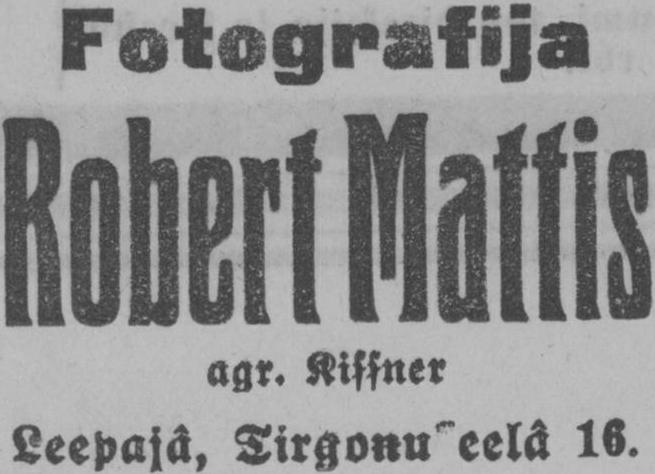 Fotografija
Robert Mattis
agr. Kiffner
Leepajâ, Tirgonu eelâ 16.